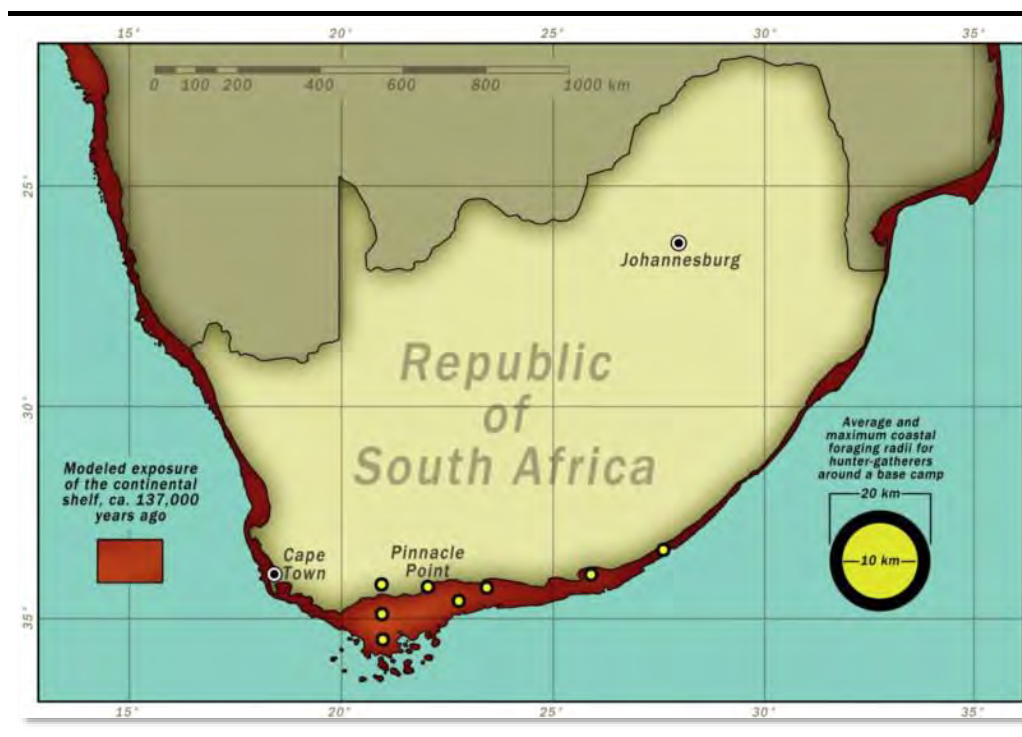 15° 20° 25° 30° 35°
0 100 200 400 600 800 1000 km
25°
Johannesburg
Republic
of
South Africa
30°
Average and
maximum coastal
foraging radii for
hunter-gatherers
around a base camp
20 km
10 km
Modeled exposure
of the continental
shelf, ca. 137,000
years ago
Cape
Town
Pinnacle
Point
35°
15° 20° 25° 30° 35°